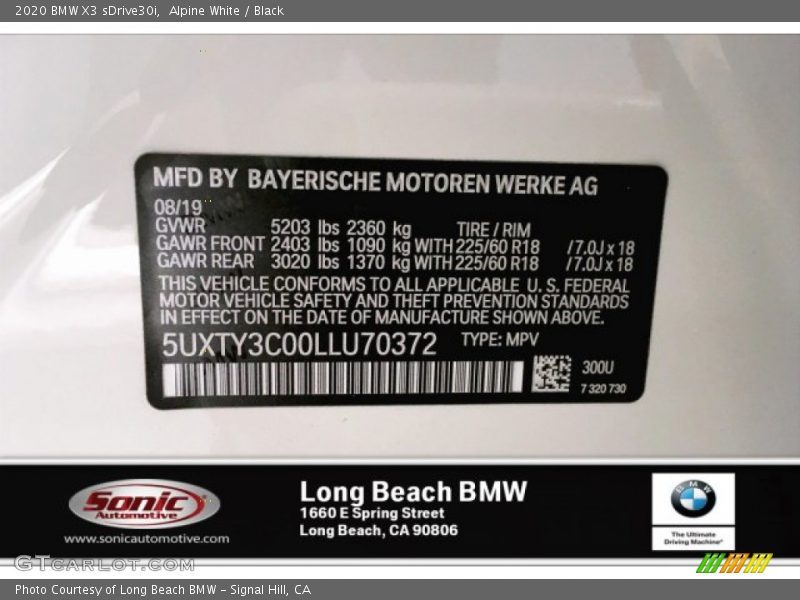 2020 BMW X3 sDrive30i, Alpine White / Black
MFD BY BAYERISCHE MOTOREN WERKE AG
08/19
GVWR 5203 lbs 2360 kg TIRE / RIM
GAWR FRONT 2403 lbs 1090 kg WITH 225/60 R18 /7.0J x 18
GAWR REAR 3020 lbs 1370 kg WITH 225/60 R18 /7.0J x 18
THIS VEHICLE CONFORMS TO ALL APPLICABLE U. S. FEDERAL
MOTOR VEHICLE SAFETY AND THEFT PREVENTION STANDARDS
IN EFFECT ON THE DATE OF MANUFACTURE SHOWN ABOVE.
5UXTY3C00LLU70372 TYPE: MPV
300U
7 320 730
Sonic
Automotive
www.sonicautomotive.com
Long Beach BMW
1660 E Spring Street
Long Beach, CA 90806
BMW
The Ultimate
Driving Machine®
GTcarlot.com
Photo Courtesy of Long Beach BMW - Signal Hill, CA